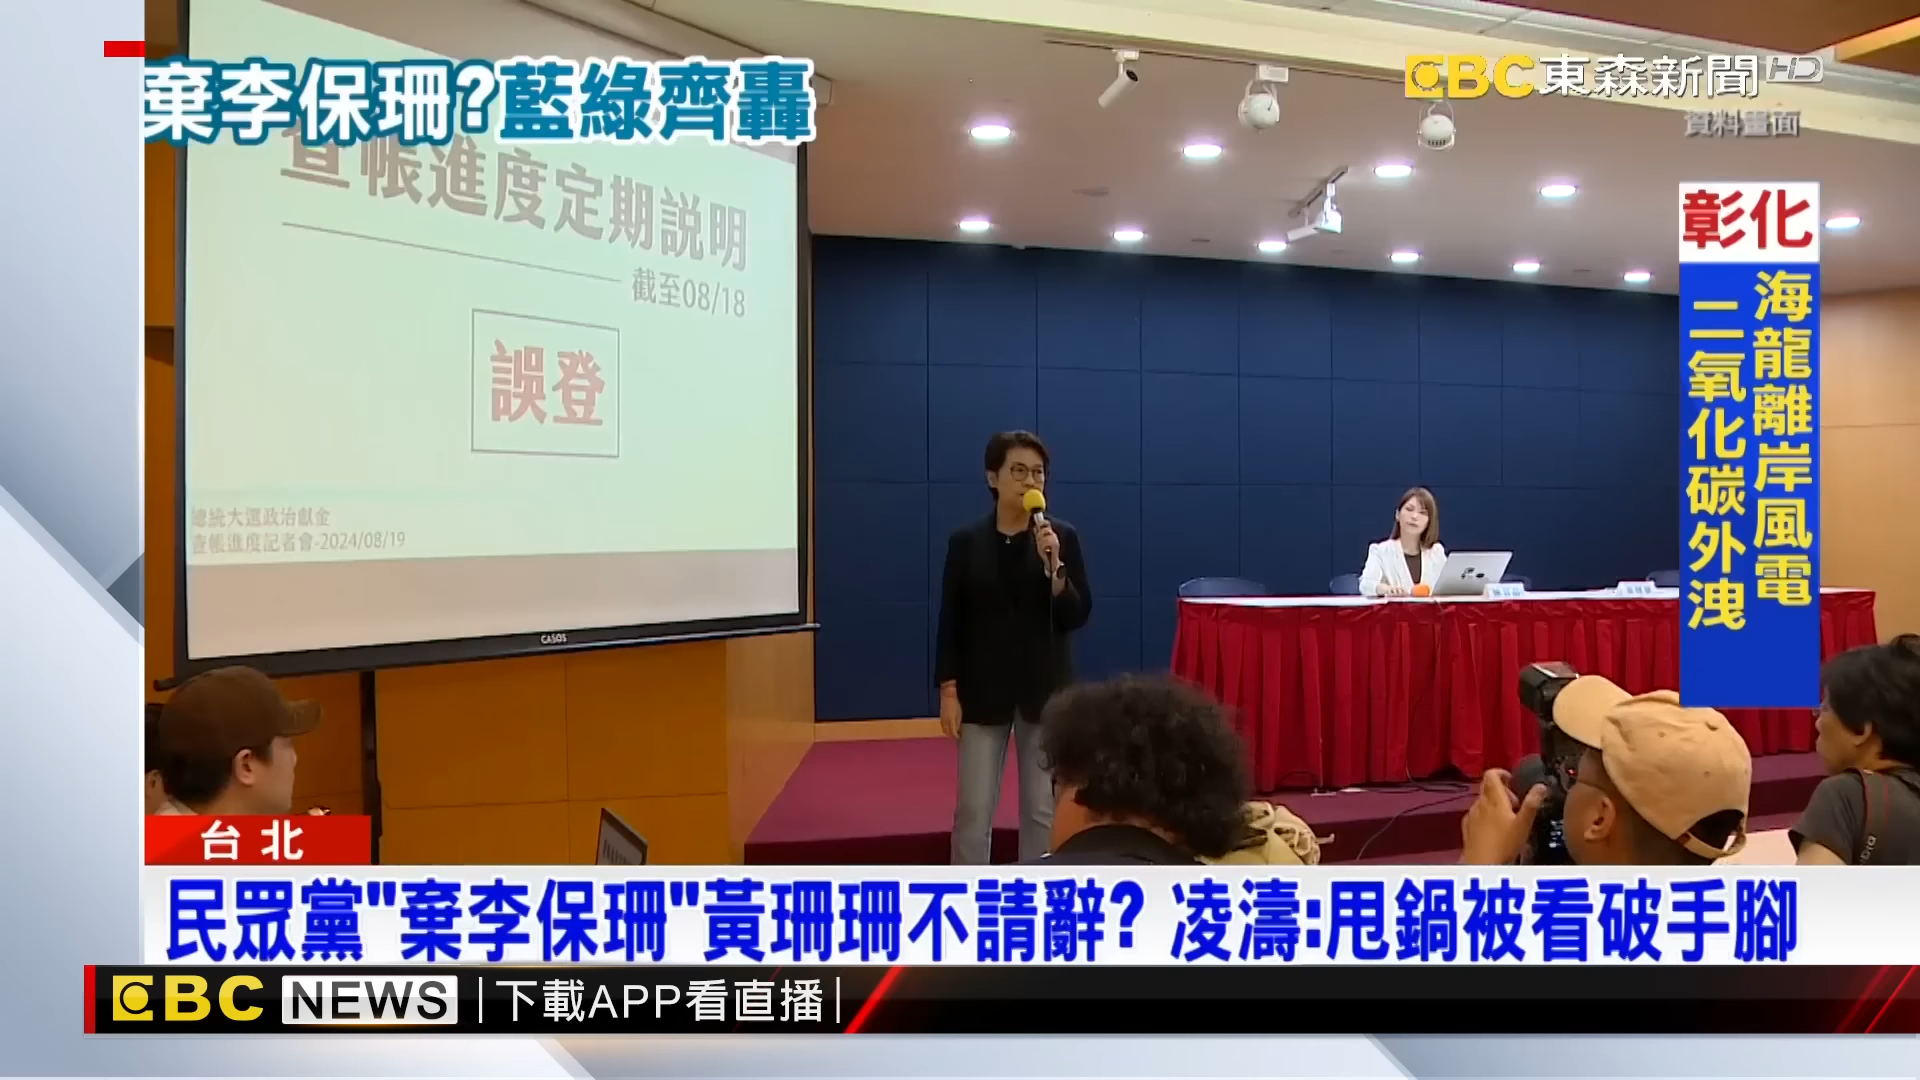 棄李保珊?藍綠齊轟
EBC東森新聞HD
資料畫面
查帳進度定期説明
截至08/18
誤登
總統大選政治獻金
查帳進度記者會-2024/08/19
CASOS
彰化
海龍離岸風電
二氧化碳外洩
台北
民眾黨"棄李保珊"黃珊珊不請辭? 凌濤:甩鍋被看破手腳
EBC NEWS |下載APP看直播|